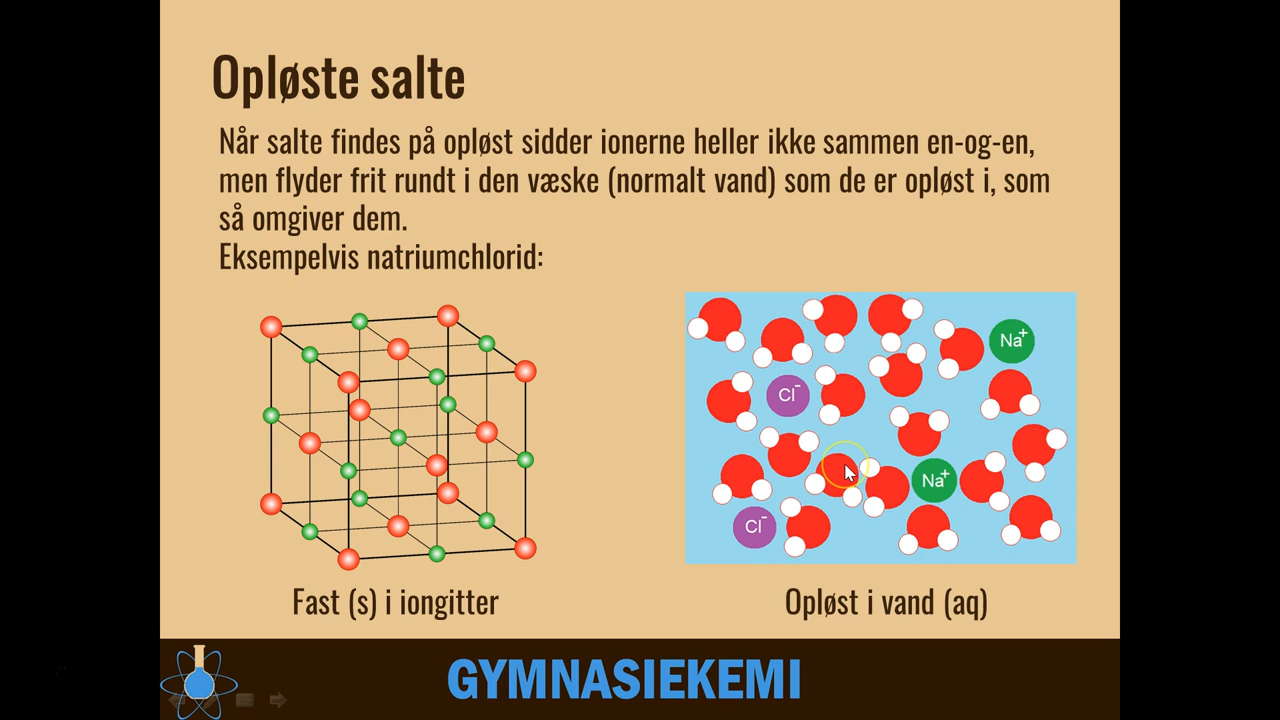 Opløste salte
Når salte findes på opløst sidder ionerne heller ikke sammen en-og-en,
men flyder frit rundt i den væske (normalt vand) som de er opløst i, som
så omgiver dem.
Eksempelvis natriumchlorid:
Na+
Cl-
Na+
Cl-
Fast (s) i iongitter
Opløst i vand (aq)
GYMNASIEKEMI